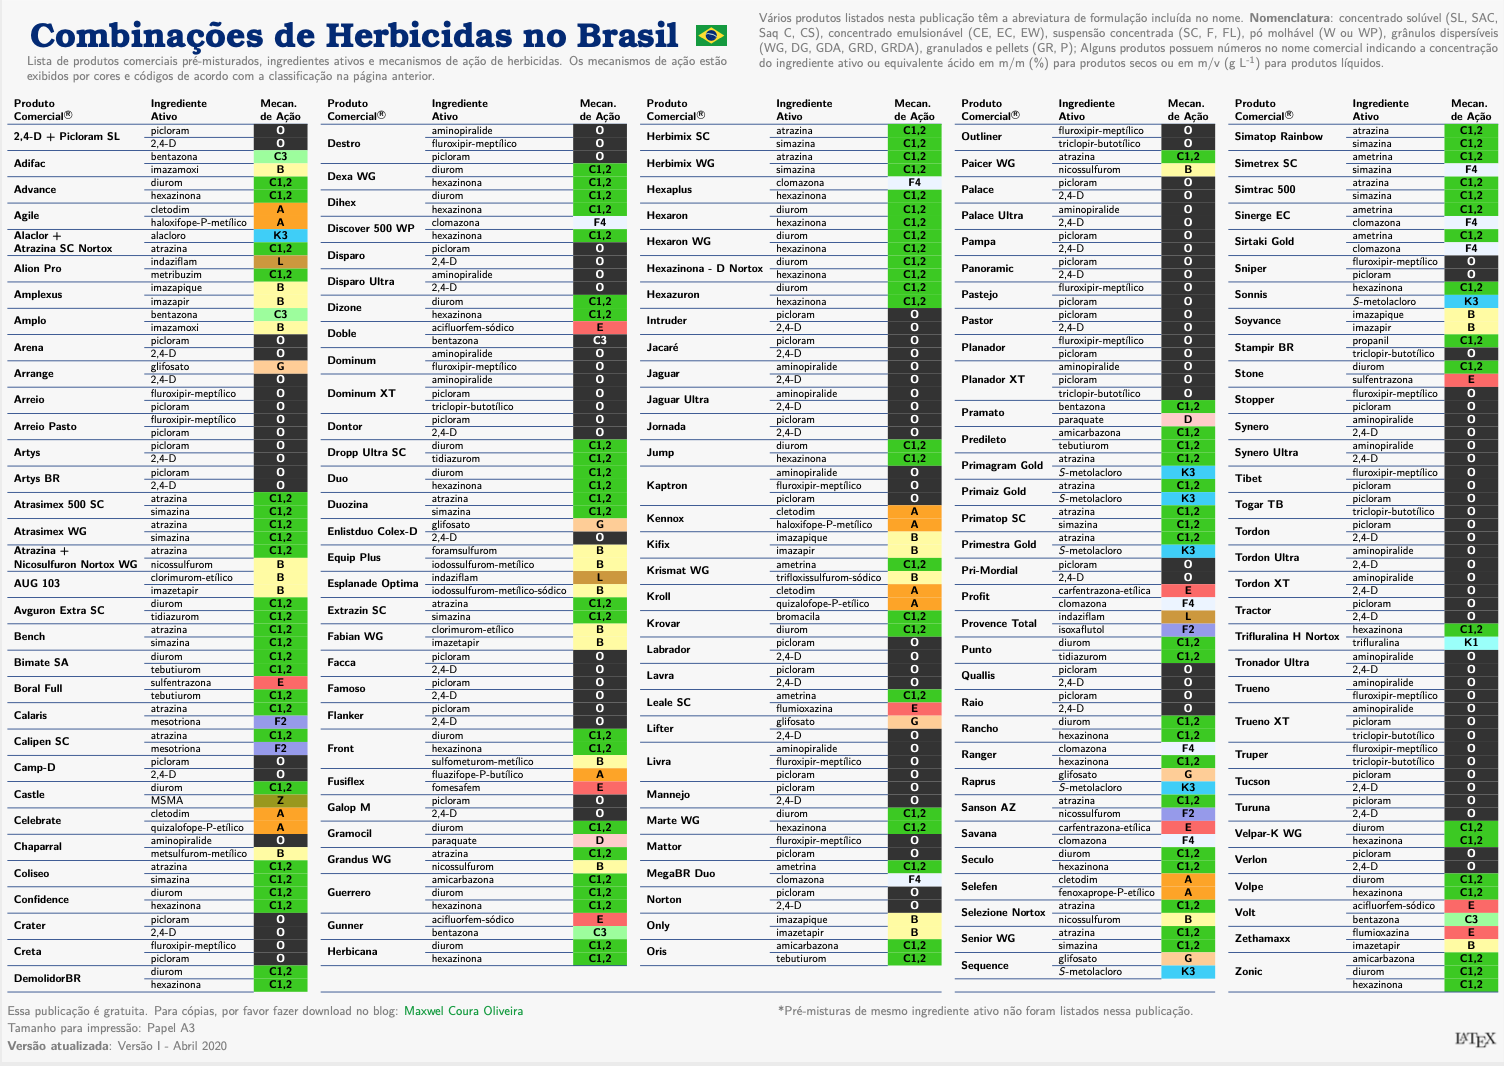 Combinações de Herbicidas no Brasil
Lista de produtos comerciais pré-misturados, ingredientes ativos e mecanismos de ação de herbicidas. Os mecanismos de ação estão
exibidos por cores e códigos de acordo com a classificação na página anterior.
Vários produtos listados nesta publicação têm a abreviatura de formulação incluída no nome. Nomenclatura: concentrado solúvel (SL, SAC,
Saq C, CS), concentrado emulsionável (CE, EC, EW), suspensão concentrada (SC, F, FL), pó molhável (W ou WP), grânulos dispersíveis
(WG, DG, GDA, GRD, GRDA), granulados e pellets (GR, P); Alguns produtos possuem números no nome comercial indicando a concentração
do ingrediente ativo ou equivalente ácido em m/m (%) para produtos secos ou em m/v (g L-1) para produtos líquidos.
Produto Ingrediente Mecan.
Comercial® Ativo de Ação
2,4-D + Picloram SL
picloram O
2,4-D O
Adifac
bentazona C3
imazamoxi B
Advance
diurom C1,2
hexazinona C1,2
Agile
cletodim A
haloxifope-P-metílico A
Alaclor + alacloro K3
Atrazina SC Nortox atrazina C1,2
Alion Pro
indaziflam L
metribuzim C1,2
Amplexus
imazapique B
imazapir B
Amplo
bentazona C3
imazamoxi B
Arena
picloram O
2,4-D O
Arrange
glifosato G
2,4-D O
Arreio
fluroxipir-meptílico O
picloram O
Arreio Pasto
fluroxipir-meptílico O
picloram O
Artys
picloram O
2,4-D O
Artys BR
picloram O
2,4-D O
Atrasimex 500 SC
atrazina C1,2
simazina C1,2
Atrasimex WG
atrazina C1,2
simazina C1,2
Atrazina + atrazina C1,2
Nicosulfuron Nortox WG nicossulfurom B
AUG 103
clorimurom-etílico B
imazetapir B
Avguron Extra SC
diurom C1,2
tidiazurom C1,2
Bench
atrazina C1,2
simazina C1,2
Bimate SA
diurom C1,2
tebutiurom C1,2
Boral Full
sulfentrazona E
tebutiurom C1,2
Calaris
atrazina C1,2
mesotriona F2
Calipen SC
atrazina C1,2
mesotriona F2
Camp-D
picloram O
2,4-D O
Castle
diurom C1,2
MSMA Z
Celebrate
cletodim A
quizalofope-P-etílico A
Chaparral
aminopiralide O
metsulfurom-metílico B
Coliseo
atrazina C1,2
simazina C1,2
Confidence
diurom C1,2
hexazinona C1,2
Crater
picloram O
2,4-D O
Creta
fluroxipir-meptílico O
picloram O
DemolidorBR
diurom C1,2
hexazinona C1,2
Produto Ingrediente Mecan.
Comercial® Ativo de Ação
Destro
aminopiralide O
fluroxipir-meptílico O
picloram O
Dexa WG
diurom C1,2
hexazinona C1,2
Dihex
diurom C1,2
hexazinona C1,2
Discover 500 WP
clomazona F4
hexazinona C1,2
Disparo
picloram O
2,4-D O
Disparo Ultra
aminopiralide O
2,4-D O
Dizone
diurom C1,2
hexazinona C1,2
Doble
acifluorfem-sódico E
bentazona C3
Dominum
aminopiralide O
fluroxipir-meptílico O
Dominum XT
aminopiralide O
picloram O
triclopir-butotílico O
Dontor
picloram O
2,4-D O
Dropp Ultra SC
diurom C1,2
tidiazurom C1,2
Duo
diurom C1,2
hexazinona C1,2
Duozina
atrazina C1,2
simazina C1,2
Enlistduo Colex-D
glifosato G
2,4-D O
Equip Plus
foramsulfurom B
iodossulfurom-metílico B
Esplanade Optima
indaziflam L
iodossulfurom-metílico-sódico B
Extrazin SC
atrazina C1,2
simazina C1,2
Fabian WG
clorimurom-etílico B
imazetapir B
Facca
picloram O
2,4-D O
Famoso
picloram O
2,4-D O
Flanker
picloram O
2,4-D O
Front
diurom C1,2
hexazinona C1,2
sulfometurom-metílico B
Fusiflex
fluazifope-P-butílico A
fomesafem E
Galop M
picloram O
2,4-D O
Gramocil
diurom C1,2
paraquate D
Grandus WG
atrazina C1,2
nicossulfurom B
Guerrero
amicarbazona C1,2
diurom C1,2
hexazinona C1,2
Gunner
acifluorfem-sódico E
bentazona C3
Herbicana
diurom C1,2
hexazinona C1,2
Produto Ingrediente Mecan.
Comercial® Ativo de Ação
Herbimix SC
atrazina C1,2
simazina C1,2
Herbimix WG
atrazina C1,2
simazina C1,2
Hexaplus
clomazona F4
hexazinona C1,2
Hexaron
diurom C1,2
hexazinona C1,2
Hexaron WG
diurom C1,2
hexazinona C1,2
Hexazinona - D Nortox
diurom C1,2
hexazinona C1,2
Hexazuron
diurom C1,2
hexazinona C1,2
Intruder
picloram O
2,4-D O
Jacaré
picloram O
2,4-D O
Jaguar
aminopiralide O
2,4-D O
Jaguar Ultra
aminopiralide O
2,4-D O
Jornada
picloram O
2,4-D O
Jump
diurom C1,2
hexazinona C1,2
Kaptron
aminopiralide O
fluroxipir-meptílico O
picloram O
Kennox
cletodim A
haloxifope-P-metílico A
Kifix
imazapique B
imazapir B
Krismat WG
ametrina C1,2
trifloxissulfurom-sódico B
Kroll
cletodim A
quizalofope-P-etílico A
Krovar
bromacila C1,2
diurom C1,2
Labrador
picloram O
2,4-D O
Lavra
picloram O
2,4-D O
Leale SC
ametrina C1,2
flumioxazina E
Lifter
glifosato G
2,4-D O
Livra
aminopiralide O
fluroxipir-meptílico O
picloram O
Mannejo
picloram O
2,4-D O
Marte WG
diurom C1,2
hexazinona C1,2
Mattor
fluroxipir-meptílico O
picloram O
MegaBR Duo
ametrina C1,2
clomazona F4
Norton
picloram O
2,4-D O
Only
imazapique B
imazetapir B
Oris
amicarbazona C1,2
tebutiurom C1,2
Produto Ingrediente Mecan.
Comercial® Ativo de Ação
Outliner
fluroxipir-meptílico O
triclopir-butotílico O
Paicer WG
atrazina C1,2
nicossulfurom B
Palace
picloram O
2,4-D O
Palace Ultra
aminopiralide O
2,4-D O
Pampa
picloram O
2,4-D O
Panoramic
picloram O
2,4-D O
Pastejo
fluroxipir-meptílico O
picloram O
Pastor
picloram O
2,4-D O
Planador
fluroxipir-meptílico O
picloram O
Planador XT
aminopiralide O
picloram O
triclopir-butotílico O
Pramato
bentazona C1,2
paraquate D
Predileto
amicarbazona C1,2
tebutiurom C1,2
Primagram Gold
atrazina C1,2
S-metolacloro K3
Primaiz Gold
atrazina C1,2
S-metolacloro K3
Primatop SC
atrazina C1,2
simazina C1,2
Primestra Gold
atrazina C1,2
S-metolacloro K3
Pri-Mordial
picloram O
2,4-D O
Profit
carfentrazona-etílica E
clomazona F4
Provence Total
indaziflam L
isoxaflutol F2
Punto
diurom C1,2
tidiazurom C1,2
Quallis
picloram O
2,4-D O
Raio
picloram O
2,4-D O
Rancho
diurom C1,2
hexazinona C1,2
Ranger
clomazona F4
hexazinona C1,2
Raprus
glifosato G
S-metolacloro K3
Sanson AZ
atrazina C1,2
nicossulfurom F2
Savana
carfentrazona-etílica E
clomazona F4
Seculo
diurom C1,2
hexazinona C1,2
Selefen
cletodim A
fenoxaprope-P-etílico A
Selezione Nortox
atrazina C1,2
nicossulfurom B
Senior WG
atrazina C1,2
simazina C1,2
Sequence
glifosato G
S-metolacloro K3
Produto Ingrediente Mecan.
Comercial® Ativo de Ação
Simatop Rainbow
atrazina C1,2
simazina C1,2
Simetrex SC
ametrina C1,2
simazina F4
Simtrac 500
atrazina C1,2
simazina C1,2
Sinerge EC
ametrina C1,2
clomazona F4
Sirtaki Gold
ametrina C1,2
clomazona F4
Sniper
fluroxipir-meptílico O
picloram O
Sonnis
hexazinona C1,2
S-metolacloro K3
Soyvance
imazapique B
imazapir B
Stampir BR
propanil C1,2
triclopir-butotílico O
Stone
diurom C1,2
sulfentrazona E
Stopper
fluroxipir-meptílico O
picloram O
Synero
aminopiralide O
2,4-D O
Synero Ultra
aminopiralide O
2,4-D O
Tibet
fluroxipir-meptílico O
picloram O
Togar TB
picloram O
triclopir-butotílico O
Tordon
picloram O
2,4-D O
Tordon Ultra
aminopiralide O
2,4-D O
Tordon XT
aminopiralide O
2,4-D O
Tractor
picloram O
2,4-D O
Trifluralina H Nortox
hexazinona C1,2
trifluralina K1
Tronador Ultra
aminopiralide O
2,4-D O
Trueno
aminopiralide O
fluroxipir-meptílico O
Trueno XT
aminopiralide O
picloram O
triclopir-butotílico O
Truper
fluroxipir-meptílico O
triclopir-butotílico O
Tucson
picloram O
2,4-D O
Turuna
picloram O
2,4-D O
Velpar-K WG
diurom C1,2
hexazinona C1,2
Verlon
picloram O
2,4-D O
Volpe
diurom C1,2
hexazinona C1,2
Volt
acifluorfem-sódico E
bentazona C3
Zethamaxx
flumioxazina E
imazetapir B
Zonic
amicarbazona C1,2
diurom C1,2
hexazinona C1,2
Essa publicação é gratuita. Para cópias, por favor fazer download no blog: Maxwel Coura Oliveira
Tamanho para impressão: Papel A3
Versão atualizada: Versão I - Abril 2020
*Pré-misturas de mesmo ingrediente ativo não foram listados nessa publicação.
LATEX